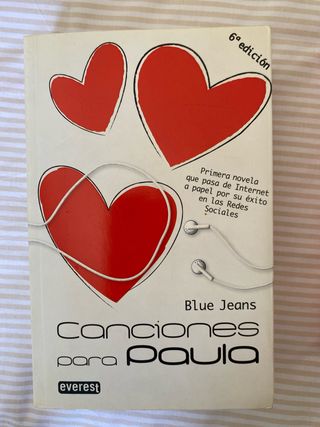 6ª edición
Primera novela
que pasa de Internet
a papel por su éxito
en las Redes
Sociales
Blue Jeans
Canciones
para Paula
everest